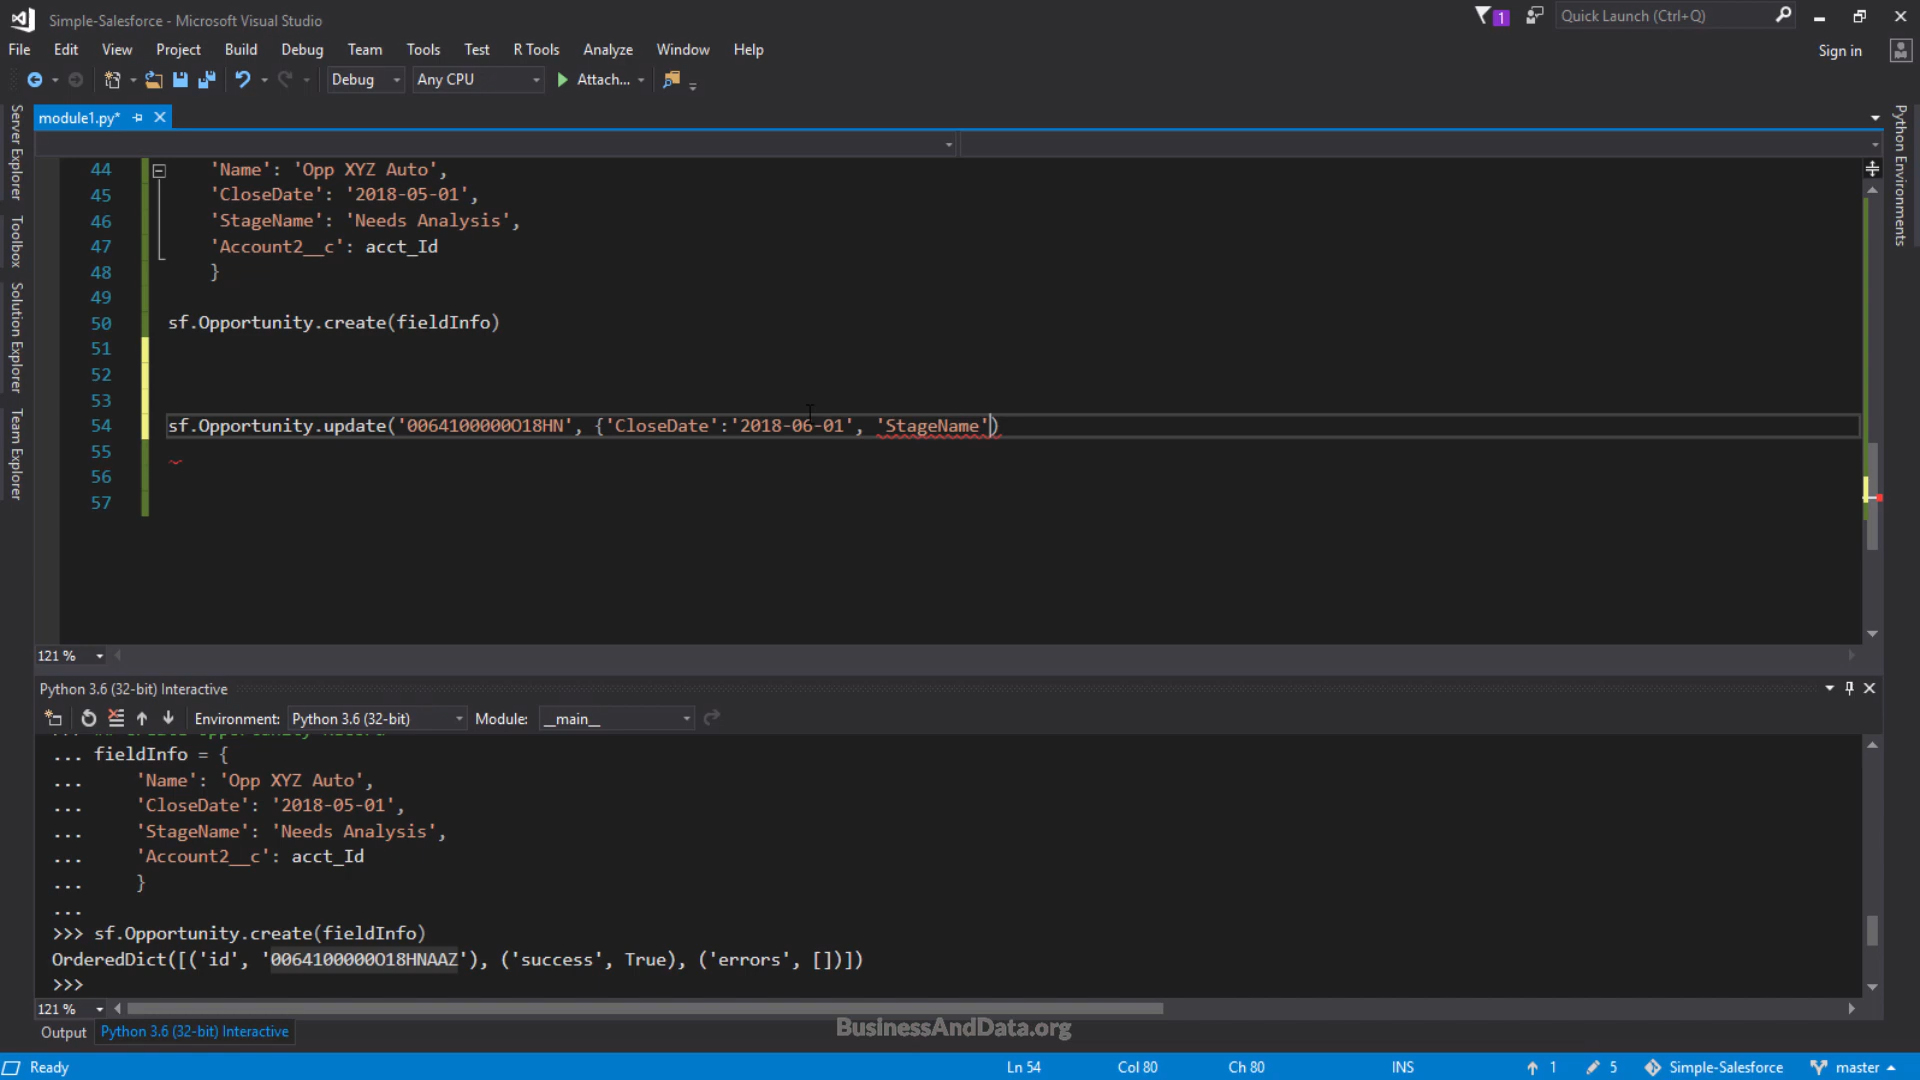 Simple-Salesforce - Microsoft Visual Studio
1
Quick Launch (Ctrl+Q)
File Edit View Project Build Debug Team Tools Test R Tools Analyze Window Help
Sign in
Debug Any CPU Attach...
module1.py*
Server Explorer
Toolbox
Solution Explorer
Team Explorer
Python Environments
44 'Name': 'Opp XYZ Auto',
45 'CloseDate': '2018-05-01',
46 'StageName': 'Needs Analysis',
47 'Account2__c': acct_Id
48 }
49
50 sf.Opportunity.create(fieldInfo)
51
52
53
54 sf.Opportunity.update('0064100000O18HN', {'CloseDate':'2018-06-01', 'StageName')
55
56
57
121 %
Python 3.6 (32-bit) Interactive
Environment: Python 3.6 (32-bit) Module: __main__
... fieldInfo = {
... 'Name': 'Opp XYZ Auto',
... 'CloseDate': '2018-05-01',
... 'StageName': 'Needs Analysis',
... 'Account2__c': acct_Id
... }
...
>>> sf.Opportunity.create(fieldInfo)
OrderedDict([('id', '0064100000O18HNAAZ'), ('success', True), ('errors', [])])
>>>
121 %
Output Python 3.6 (32-bit) Interactive
BusinessAndData.org
Ready Ln 54 Col 80 Ch 80 INS 1 5 Simple-Salesforce master